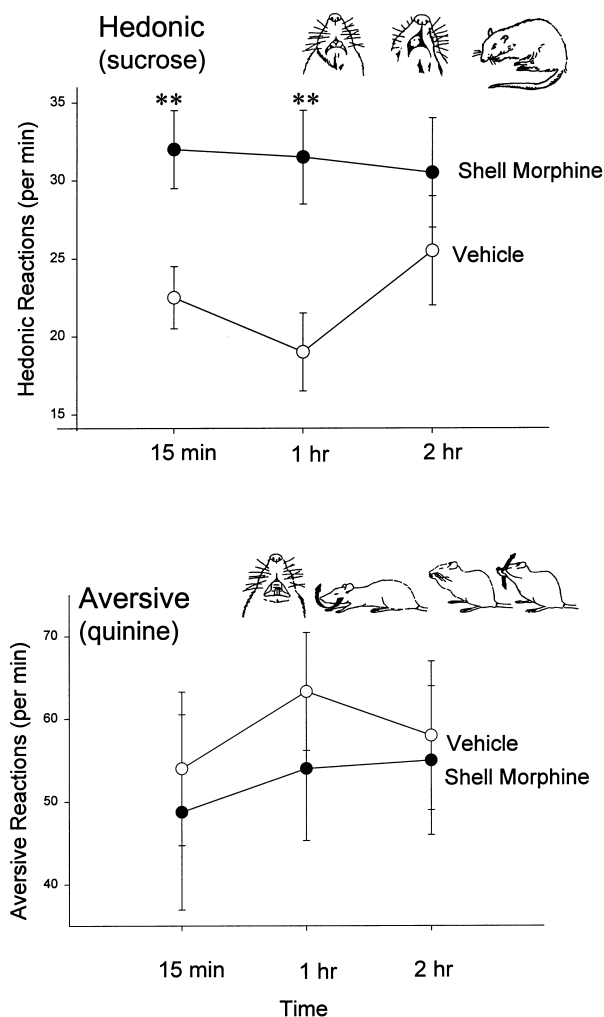 Hedonic
(sucrose)
** **
35
30
25
20
15
Hedonic Reactions (per min)
Shell Morphine
Vehicle
15 min 1 hr 2 hr
Aversive
(quinine)
70
60
50
40
Aversive Reactions (per min)
Vehicle
Shell Morphine
15 min 1 hr 2 hr
Time